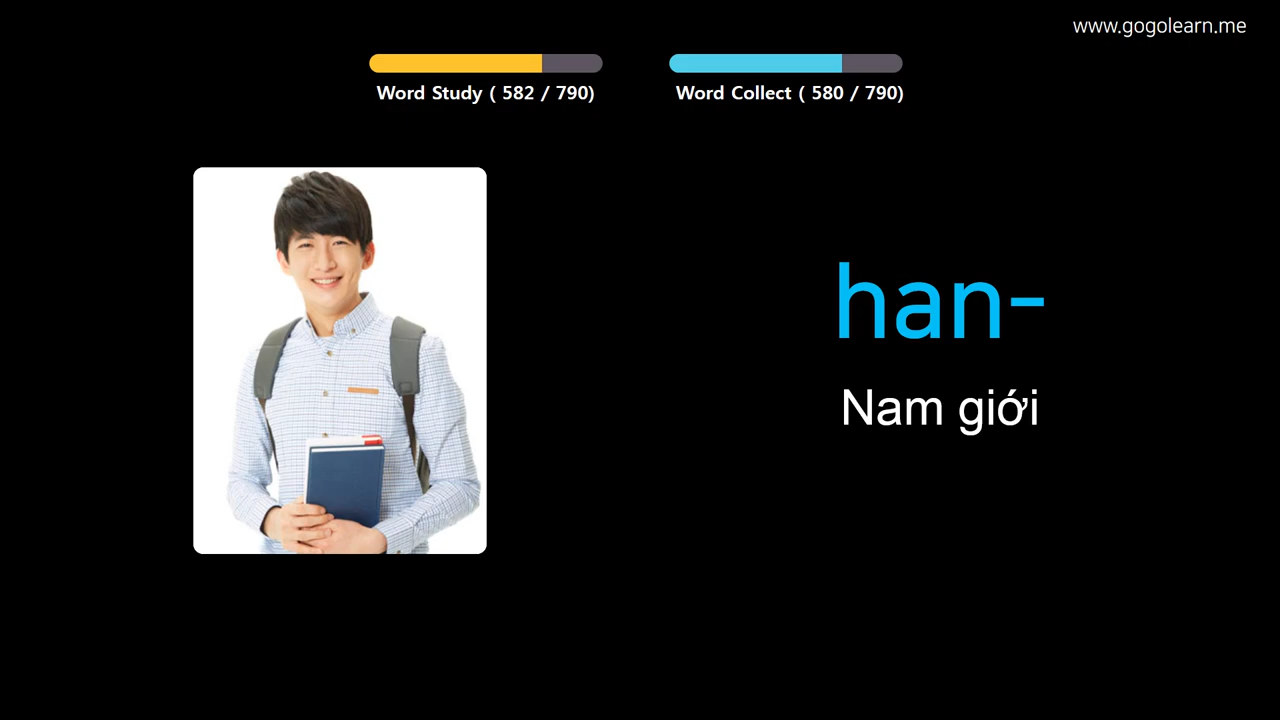 www.gogolearn.me
Word Study ( 582 / 790)
Word Collect ( 580 / 790)
han-
Nam giới